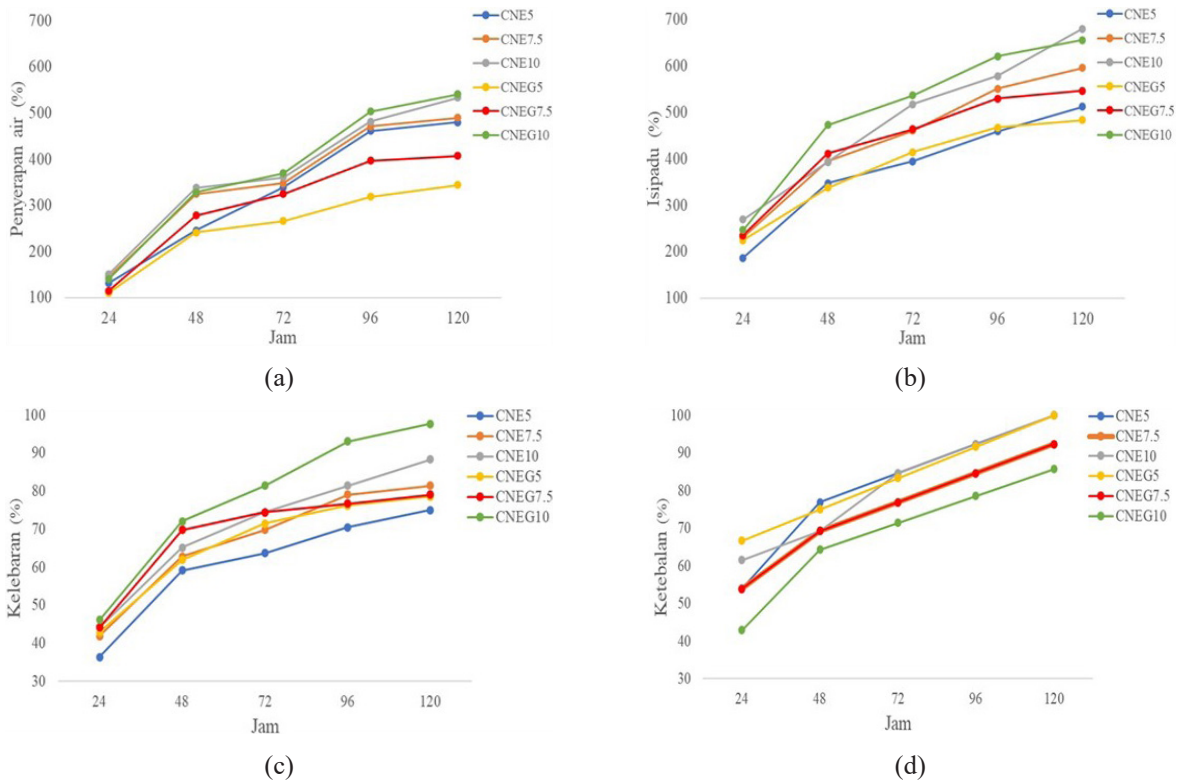 700
600
500
400
300
200
100
Penyerapan air (%)
24 48 72 96 120
Jam
CNE5
CNE7.5
CNE10
CNEG5
CNEG7.5
CNEG10
(a)
700
600
500
400
300
200
100
Isipadu (%)
24 48 72 96 120
Jam
CNE5
CNE7.5
CNE10
CNEG5
CNEG7.5
CNEG10
(b)
100
90
80
70
60
50
40
30
Kelebaran (%)
24 48 72 96 120
Jam
CNE5
CNE7.5
CNE10
CNEG5
CNEG7.5
CNEG10
(c)
100
90
80
70
60
50
40
30
Ketebalan (%)
24 48 72 96 120
Jam
CNE5
CNE7.5
CNE10
CNEG5
CNEG7.5
CNEG10
(d)